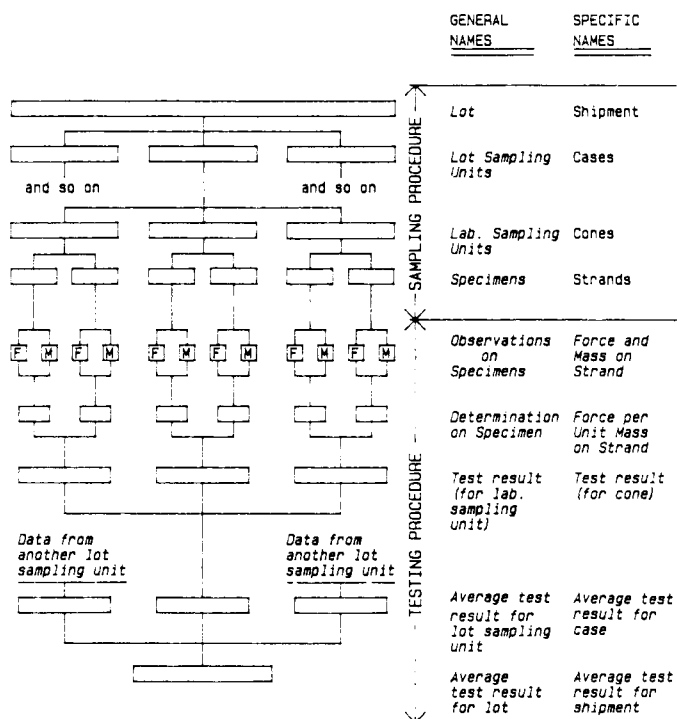 GENERAL SPECIFIC
NAMES NAMES
Lot Shipment
Lot Sampling Cases
Units
and so on and so on
Lab. Sampling Cones
Units
Specimens Strands
SAMPLING PROCEDURE
F M F M F M F M F M F M
Observations Force and
on Mass on
Specimens Strand
Determination Force per
on Specimen Unit Mass
on Strand
Test result Test result
(for lab. (for cone)
sampling
unit)
Data from Data from
another lot another lot
sampling unit sampling unit
TESTING PROCEDURE
Average test Average test
result for result for
lot sampling case
unit
Average Average test
test result result for
for lot shipment